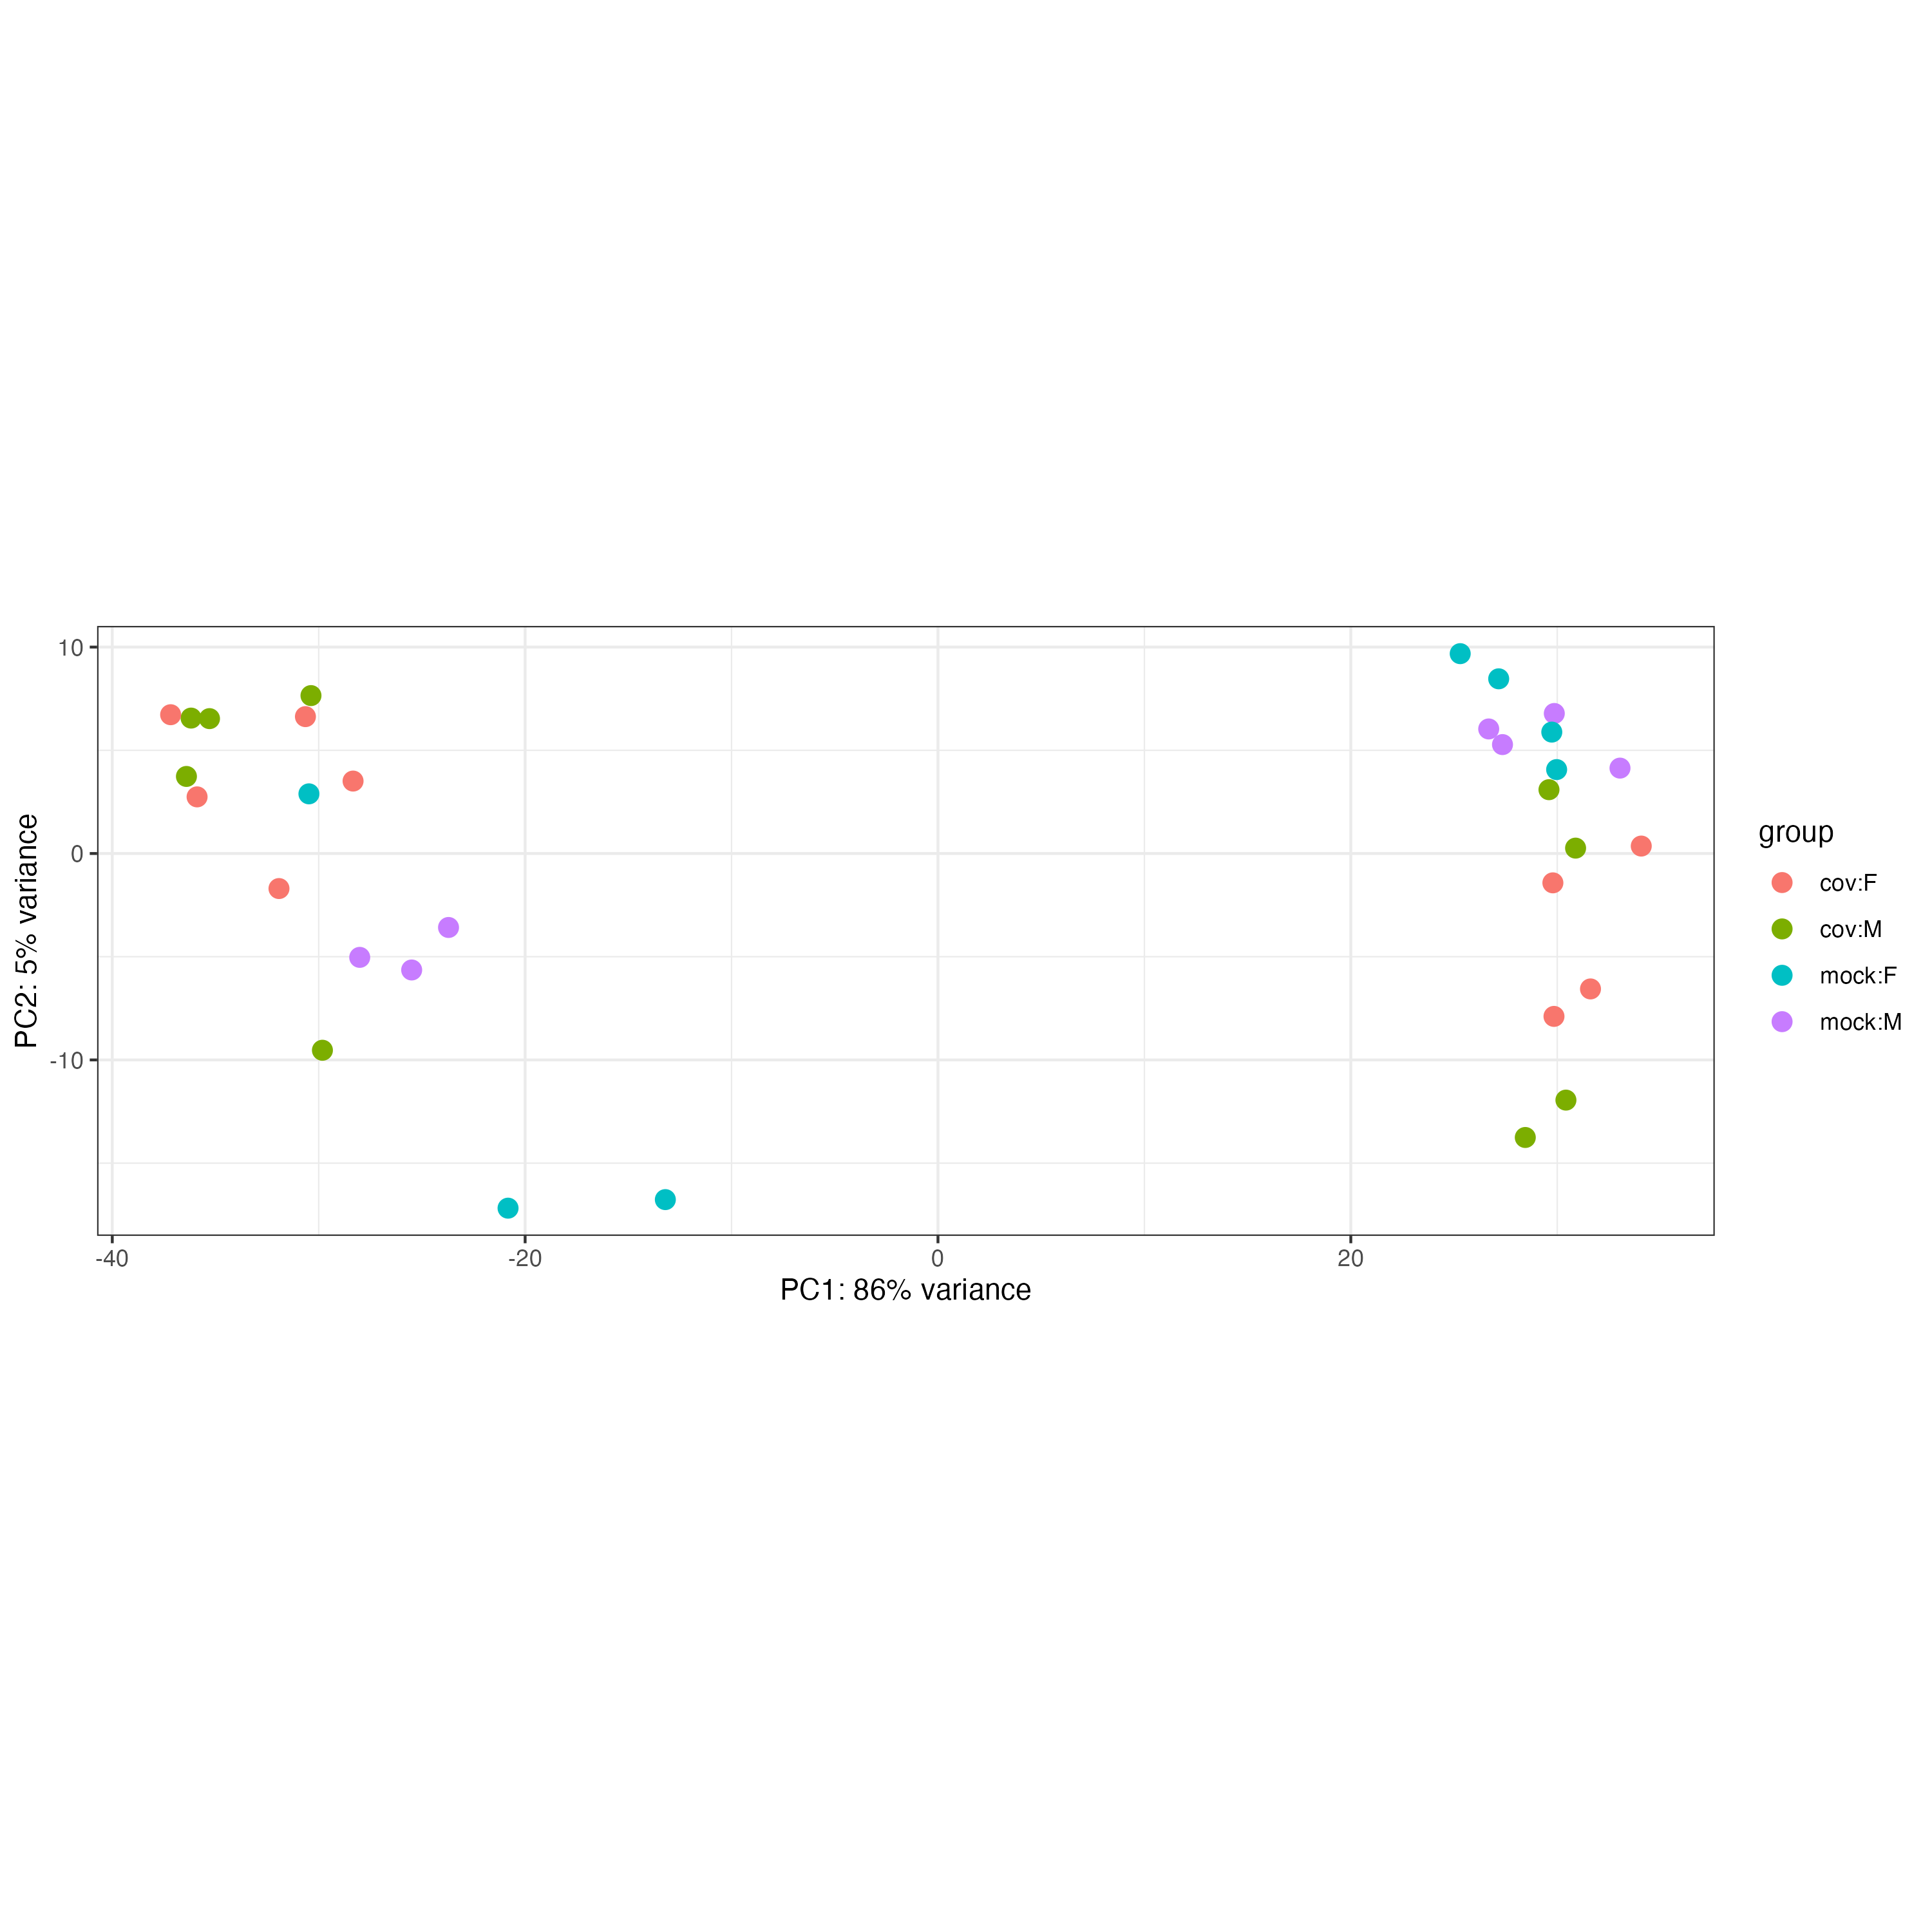 10
0
-10
PC2: 5% variance
-40
-20
0
20
PC1: 86% variance
group
cov:F
cov:M
mock:F
mock:M